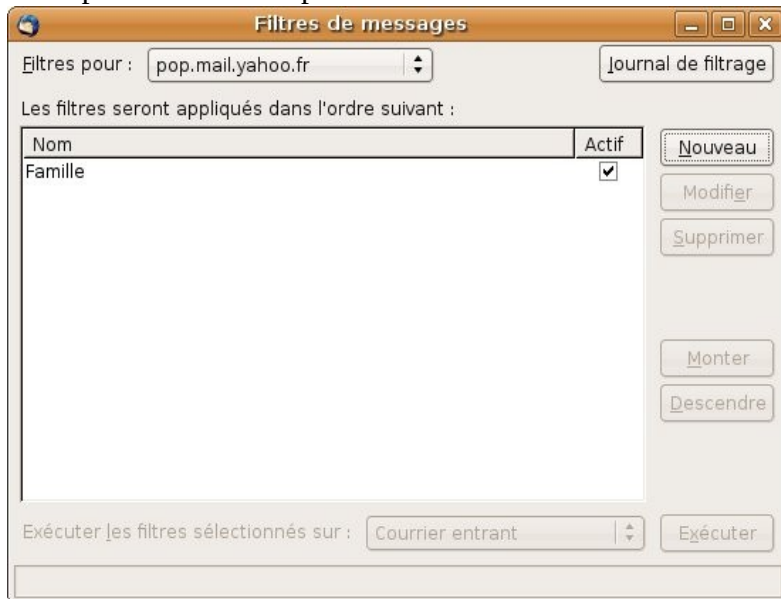 Filtres de messages
Filtres pour : pop.mail.yahoo.fr Journal de filtrage
Les filtres seront appliqués dans l'ordre suivant :
Nom Actif Nouveau
Famille
Modifier
Supprimer
Monter
Descendre
Exécuter les filtres sélectionnés sur : Courrier entrant Exécuter